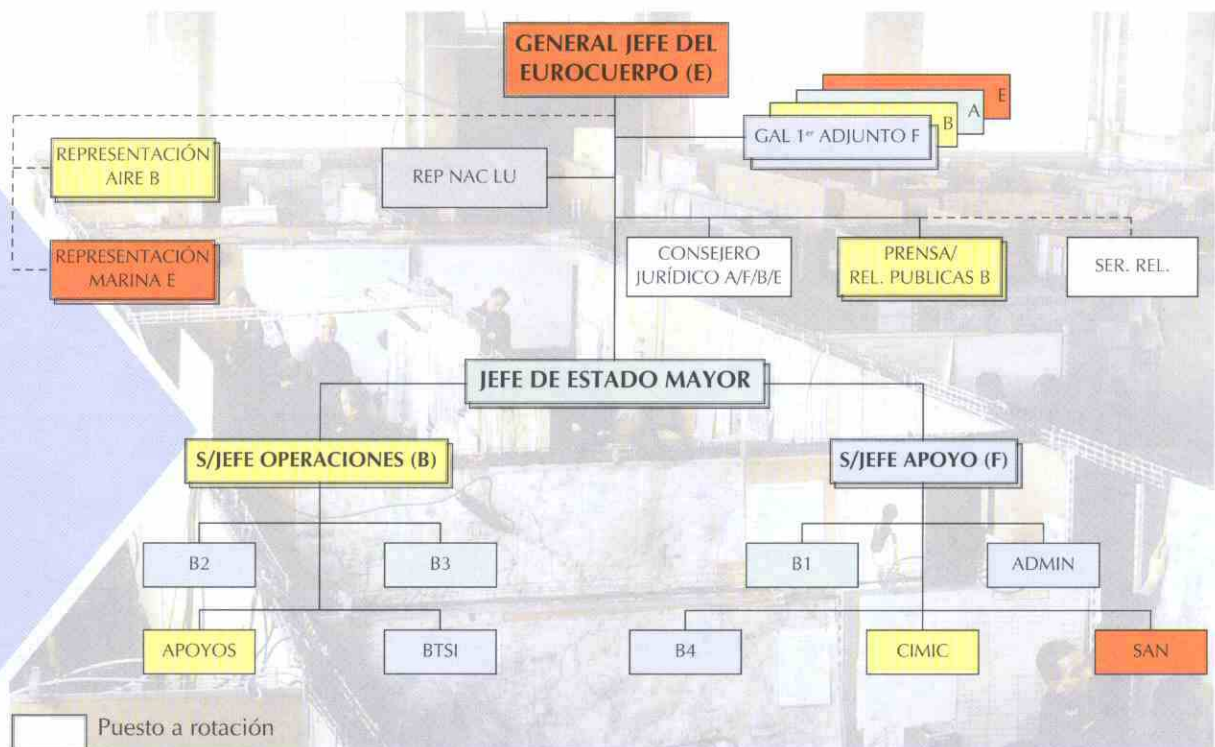 GENERAL JEFE DEL
EUROCUERPO (E)
E
A
B
GAL 1er ADJUNTO F
REPRESENTACIÓN
AIRE B
REP NAC LU
REPRESENTACIÓN
MARINA E
CONSEJERO
JURÍDICO A/F/B/E
PRENSA/
REL. PUBLICAS B
SER. REL.
JEFE DE ESTADO MAYOR
S/JEFE OPERACIONES (B)
S/JEFE APOYO (F)
B2
B3
B1
ADMIN
APOYOS
BTSI
B4
CIMIC
SAN
Puesto a rotación